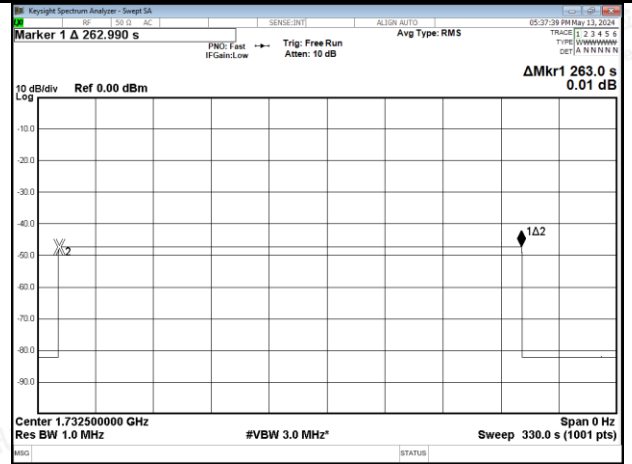 Keysight Spectrum Analyzer - Swept SA
RF 50 Ω AC SENSE:INT ALIGN AUTO 05:37:39 PM May 13, 2024
Marker 1 Δ 262.990 s
PNO: Fast Trig: Free Run Avg Type: RMS TRACE 1 2 3 4 5 6
IFGain:Low Atten: 10 dB TYPE WWWWWW
DET A N N N N N
ΔMkr1 263.0 s
0.01 dB
10 dB/div Ref 0.00 dBm
Log
-10.0
-20.0
-30.0
-40.0
1Δ2
2
-50.0
-60.0
-70.0
-80.0
-90.0
Center 1.732500000 GHz Span 0 Hz
Res BW 1.0 MHz #VBW 3.0 MHz* Sweep 330.0 s (1001 pts)
MSG STATUS